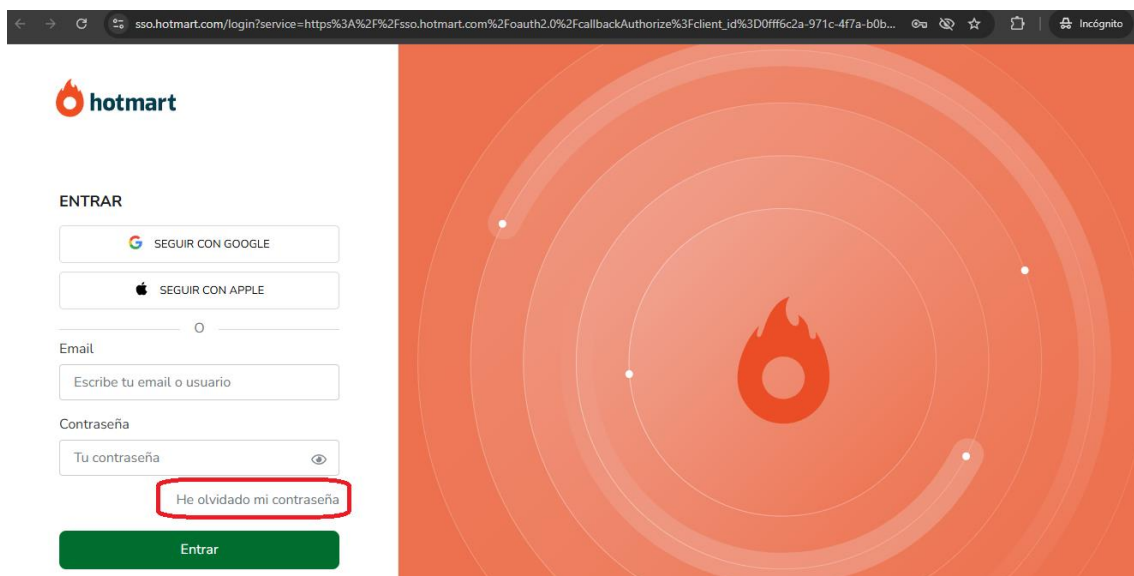 sso.hotmart.com/login?service=https%3A%2F%2Fsso.hotmart.com%2Foauth2.0%2FcallbackAuthorize%3Fclient_id%3D0fff6c2a-971c-4f7a-b0b...
Incógnito
hotmart
ENTRAR
SEGUIR CON GOOGLE
SEGUIR CON APPLE
O
Email
Escribe tu email o usuario
Contraseña
Tu contraseña
He olvidado mi contraseña
Entrar